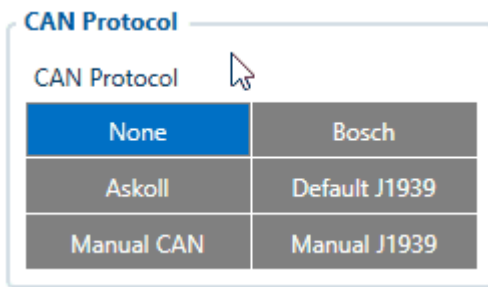 CAN Protocol
CAN Protocol
None Bosch
Askoll Default J1939
Manual CAN Manual J1939